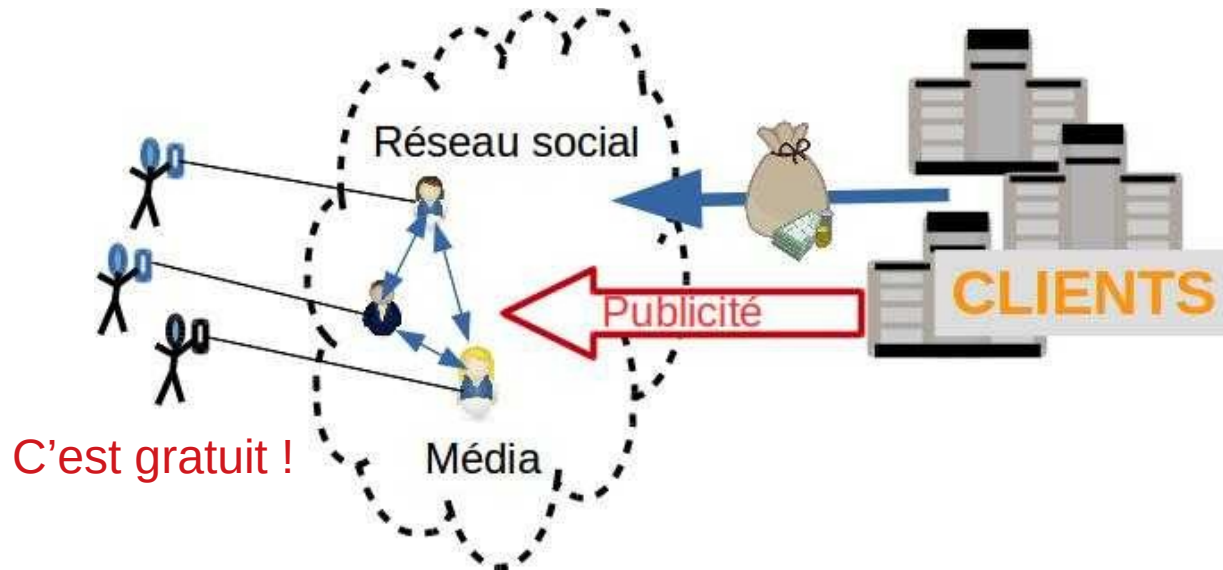 Réseau social
Publicité
CLIENTS
C’est gratuit !
Média